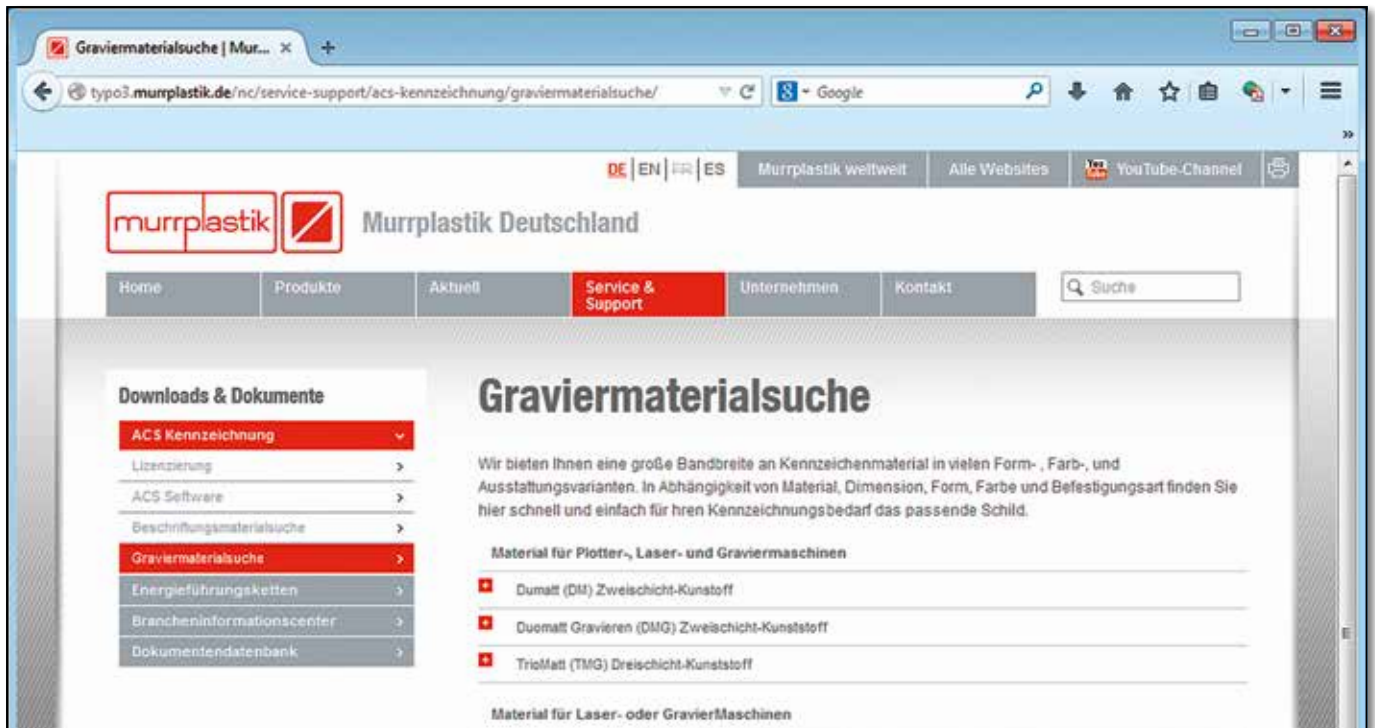 Graviermaterialsuche | Mur...
typo3.murrplastik.de/nc/service-support/acs-kennzeichnung/graviermaterialsuche/
Google
DE | EN | FR | ES
Murrplastik weltweit
Alle Websites
YouTube-Channel
murrplastik
Murrplastik Deutschland
Home
Produkte
Aktuell
Service &
Support
Unternehmen
Kontakt
Suche
Downloads & Dokumente
ACS Kennzeichnung
Lizenzierung
ACS Software
Beschriftungsmaterialsuche
Graviermaterialsuche
Energieführungsketten
Brancheninformationscenter
Dokumentendatenbank
Graviermaterialsuche
Wir bieten Ihnen eine große Bandbreite an Kennzeichenmaterial in vielen Form- , Farb-, und
Ausstattungsvarianten. In Abhängigkeit von Material, Dimension, Form, Farbe und Befestigungsart finden Sie
hier schnell und einfach für hren Kennzeichnungsbedarf das passende Schild.
Material für Plotter-, Laser- und Graviermaschinen
Dumatt (DM) Zweischicht-Kunstoff
Duomatt Gravieren (DMG) Zweischicht-Kunststoff
TrioMatt (TMG) Dreischicht-Kunststoff
Material für Laser- oder GravierMaschinen